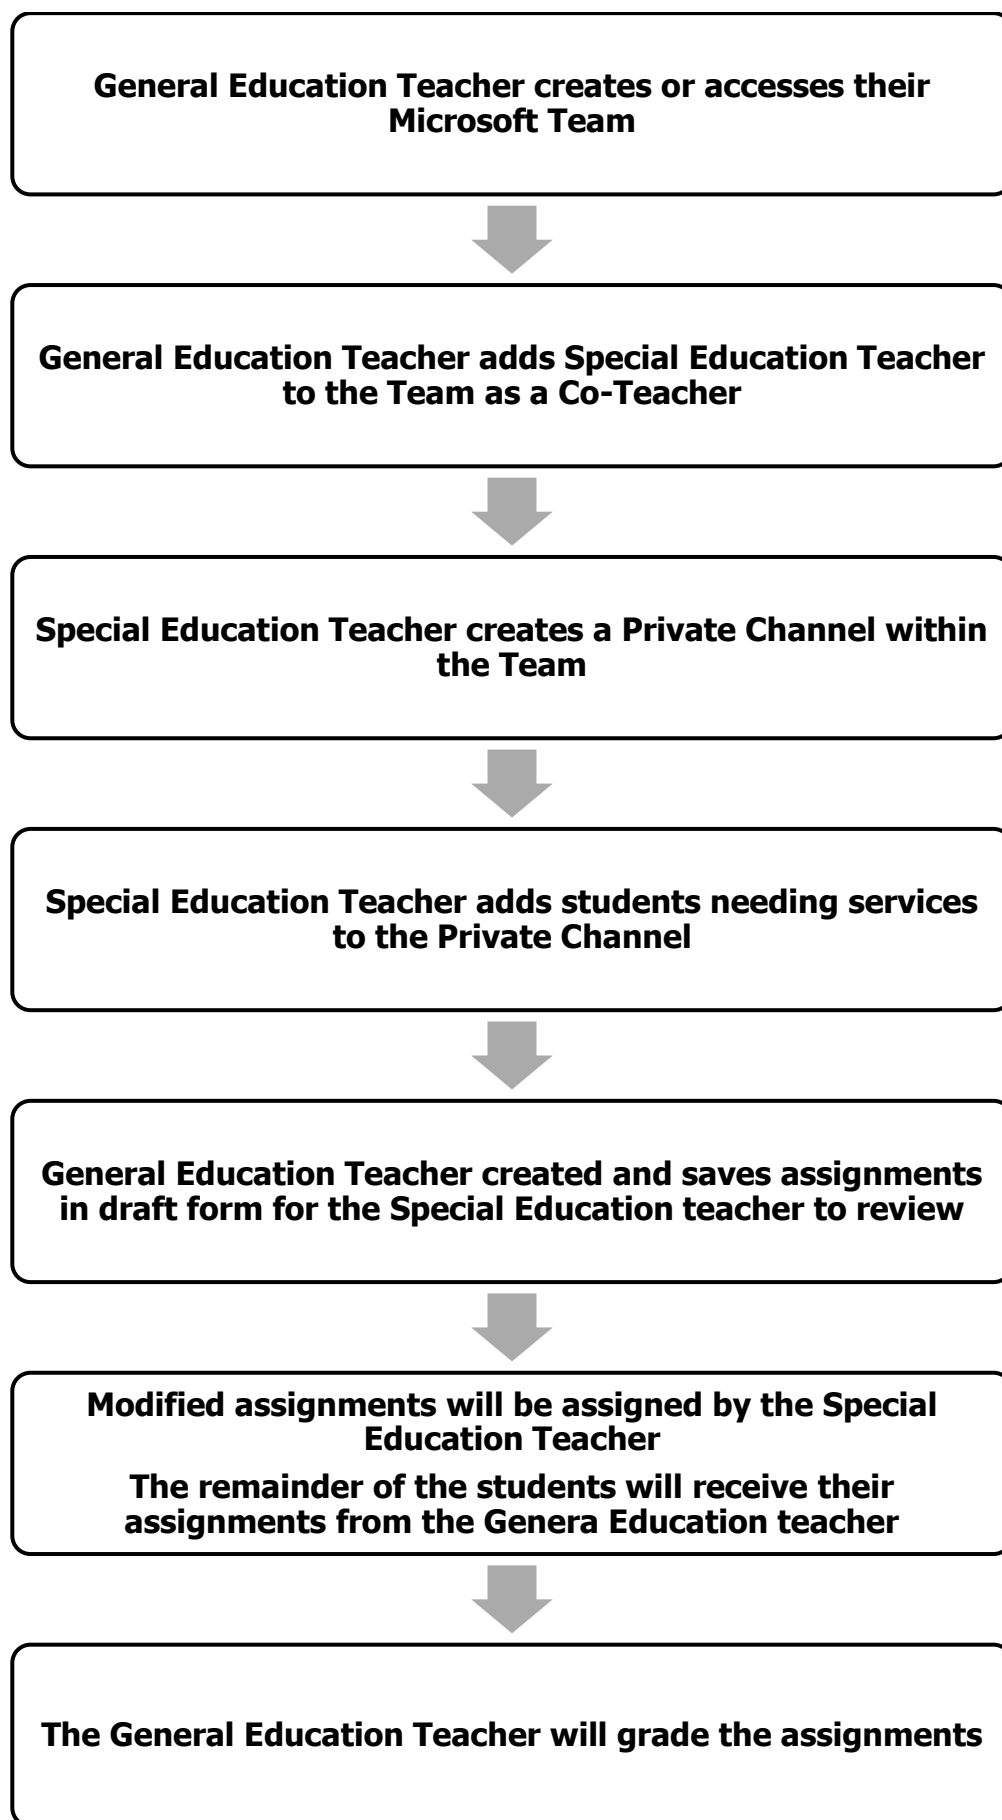 General Education Teacher creates or accesses their
Microsoft Team
General Education Teacher adds Special Education Teacher
to the Team as a Co-Teacher
Special Education Teacher creates a Private Channel within
the Team
Special Education Teacher adds students needing services
to the Private Channel
General Education Teacher created and saves assignments
in draft form for the Special Education teacher to review
Modified assignments will be assigned by the Special
Education Teacher
The remainder of the students will receive their
assignments from the Genera Education teacher
The General Education Teacher will grade the assignments